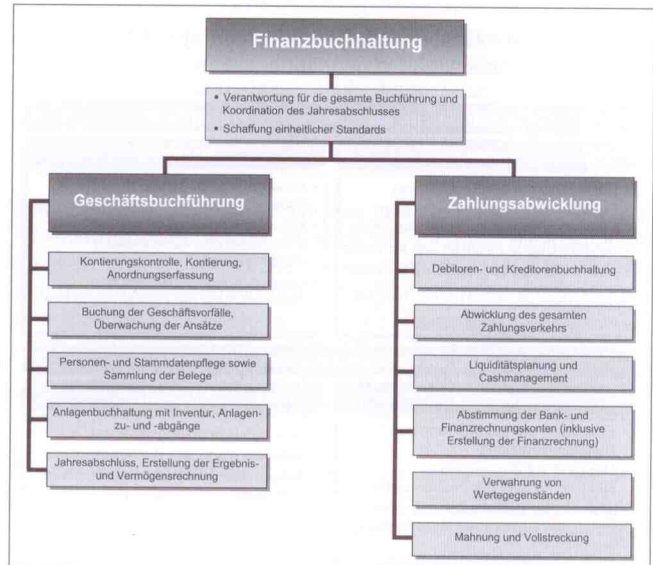 Finanzbuchhaltung
• Verantwortung für die gesamte Buchführung und
Koordination des Jahresabschlusses
• Schaffung einheitlicher Standards
Geschäftsbuchführung
Kontierungskontrolle, Kontierung,
Anordnungserfassung
Buchung der Geschäftsvorfälle,
Überwachung der Ansätze
Personen- und Stammdatenpflege sowie
Sammlung der Belege
Anlagenbuchhaltung mit Inventur, Anlagen-
zu- und -abgänge
Jahresabschluss, Erstellung der Ergebnis-
und Vermögensrechnung
Zahlungsabwicklung
Debitoren- und Kreditorenbuchhaltung
Abwicklung des gesamten
Zahlungsverkehrs
Liquiditätsplanung und
Cashmanagement
Abstimmung der Bank- und
Finanzrechnungskonten (inklusive
Erstellung der Finanzrechnung)
Verwahrung von
Wertegegenständen
Mahnung und Vollstreckung